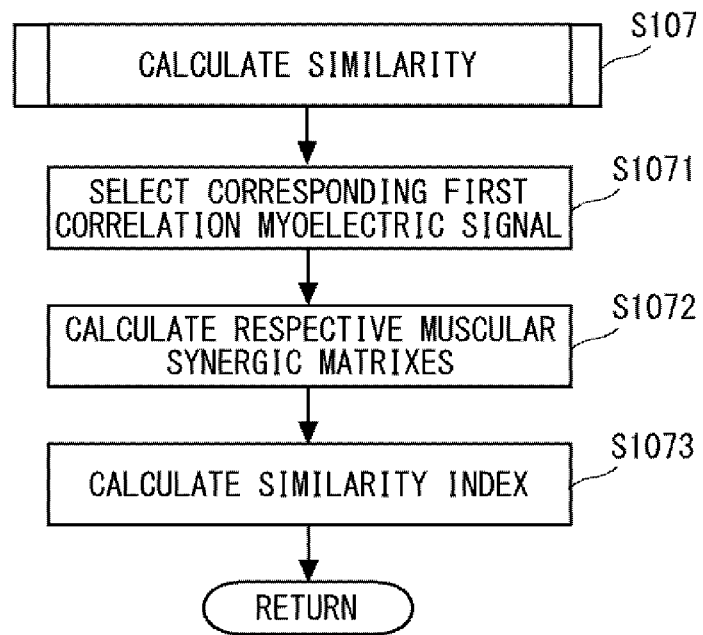 S107
CALCULATE SIMILARITY
S1071
SELECT CORRESPONDING FIRST
CORRELATION MYOELECTRIC SIGNAL
S1072
CALCULATE RESPECTIVE MUSCULAR
SYNERGIC MATRIXES
S1073
CALCULATE SIMILARITY INDEX
RETURN